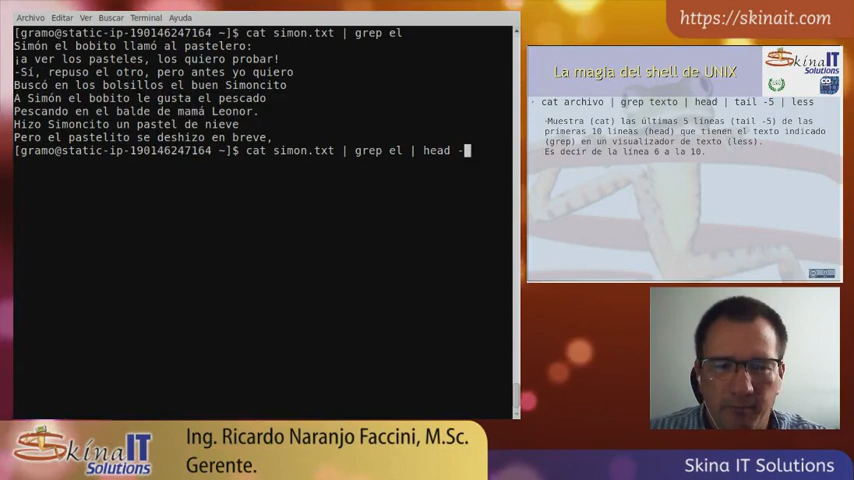 Archivo Editar Ver Buscar Terminal Ayuda
[gramo@static-ip-190146247164 ~]$ cat simon.txt | grep el
Simón el bobito llamó al pastelero:
¡a ver los pasteles, los quiero probar!
-Sí, repuso el otro, pero antes yo quiero
Buscó en los bolsillos el buen Simoncito
A Simón el bobito le gusta el pescado
Pescando en el balde de mamá Leonor.
Hizo Simoncito un pastel de nieve
Pero el pastelito se deshizo en breve,
[gramo@static-ip-190146247164 ~]$ cat simon.txt | grep el | head -
https://skinait.com
La magia del shell de UNIX
Skína IT
Solutions
cat archivo | grep texto | head | tail -5 | less
-Muestra (cat) las últimas 5 líneas (tail -5) de las
primeras 10 líneas (head) que tienen el texto indicado
(grep) en un visualizador de texto (less).
Es decir de la línea 6 a la 10.
Skína IT
Solutions
Ing. Ricardo Naranjo Faccini, M.Sc.
Gerente.
Skina IT Solutions